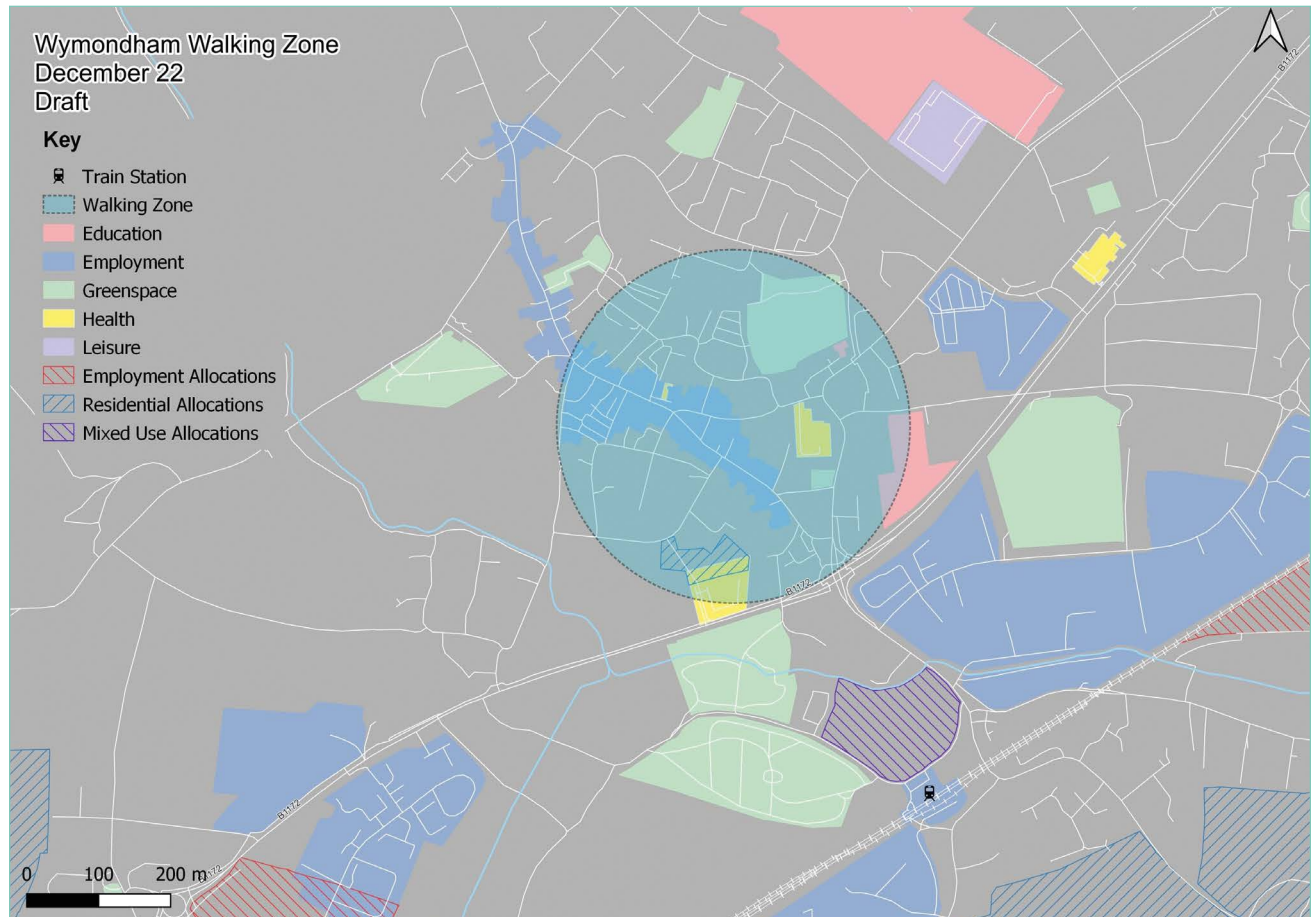 Wymondham Walking Zone
December 22
Draft
Key
Train Station
Walking Zone
Education
Employment
Greenspace
Health
Leisure
Employment Allocations
Residential Allocations
Mixed Use Allocations
B1172
B1172
B1172
B1172
0 100 200 m